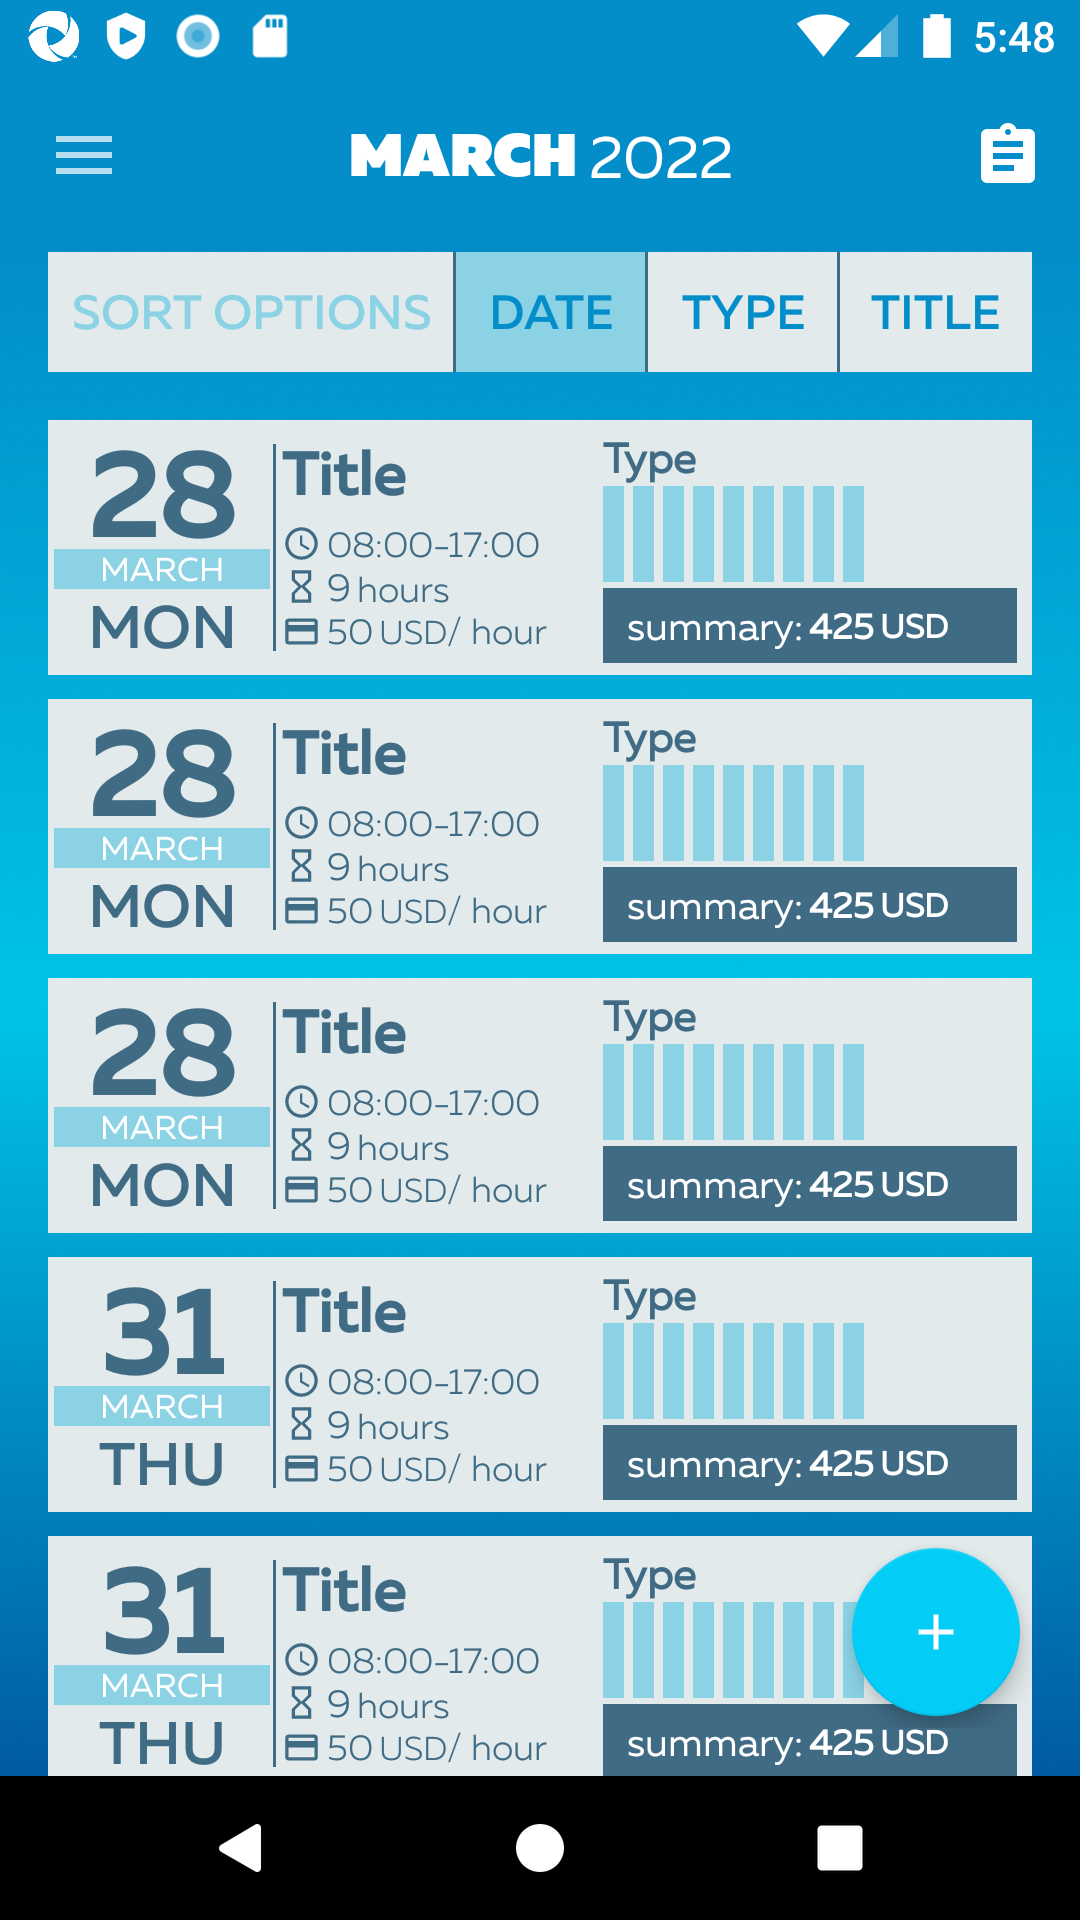 5:48
MARCH 2022
SORT OPTIONS DATE TYPE TITLE
28
MARCH
MON
Title
08:00-17:00
9 hours
50 USD/ hour
Type
summary: 425 USD
28
MARCH
MON
Title
08:00-17:00
9 hours
50 USD/ hour
Type
summary: 425 USD
28
MARCH
MON
Title
08:00-17:00
9 hours
50 USD/ hour
Type
summary: 425 USD
31
MARCH
THU
Title
08:00-17:00
9 hours
50 USD/ hour
Type
summary: 425 USD
31
MARCH
THU
Title
08:00-17:00
9 hours
50 USD/ hour
Type
summary: 425 USD